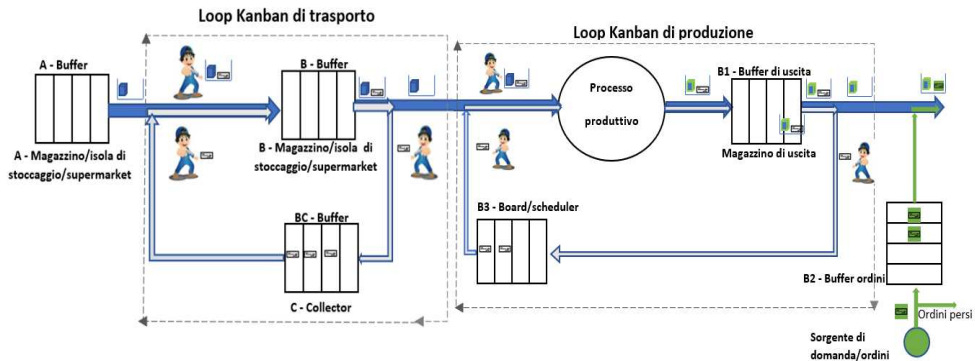 Loop Kanban di trasporto
Loop Kanban di produzione
A - Buffer
B - Buffer
B1 - Buffer di uscita
Processo
produttivo
A - Magazzino/isola di
stoccaggio/supermarket
B - Magazzino/isola di
stoccaggio/supermarket
Magazzino di uscita
BC - Buffer
B3 - Board/scheduler
C - Collector
B2 - Buffer ordini
Ordini persi
Sorgente di
domanda/ordini